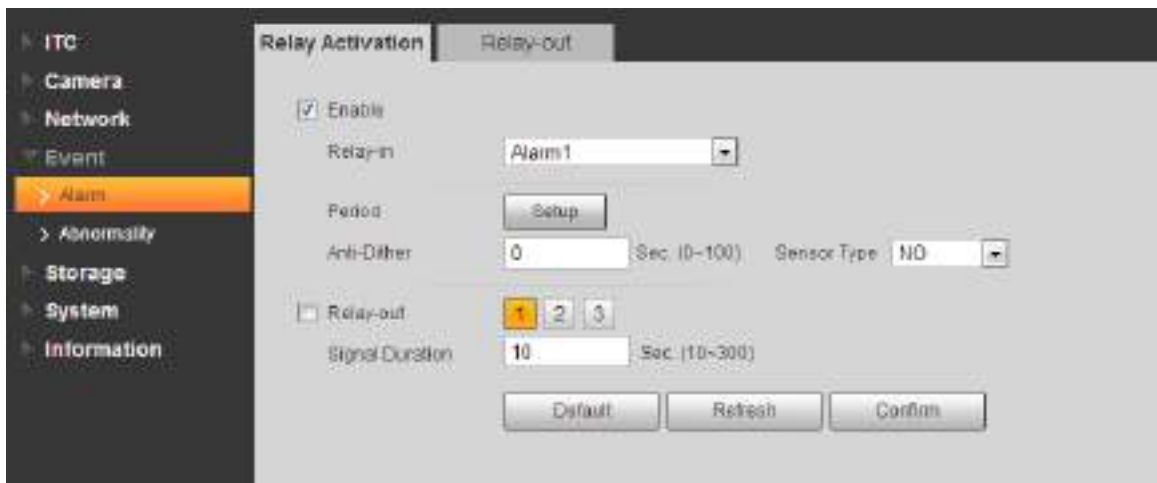 ITC
Camera
Network
Event
> Alarm
> Abnormality
Storage
System
Information
Relay Activation
Relay-out
Enable
Relay-in Alarm1
Period Setup
Anti-Dither 0 Sec. (0~100) Sensor Type NO
Relay-out 1 2 3
Signal Duration 10 Sec. (10~300)
Default Refresh Confirm